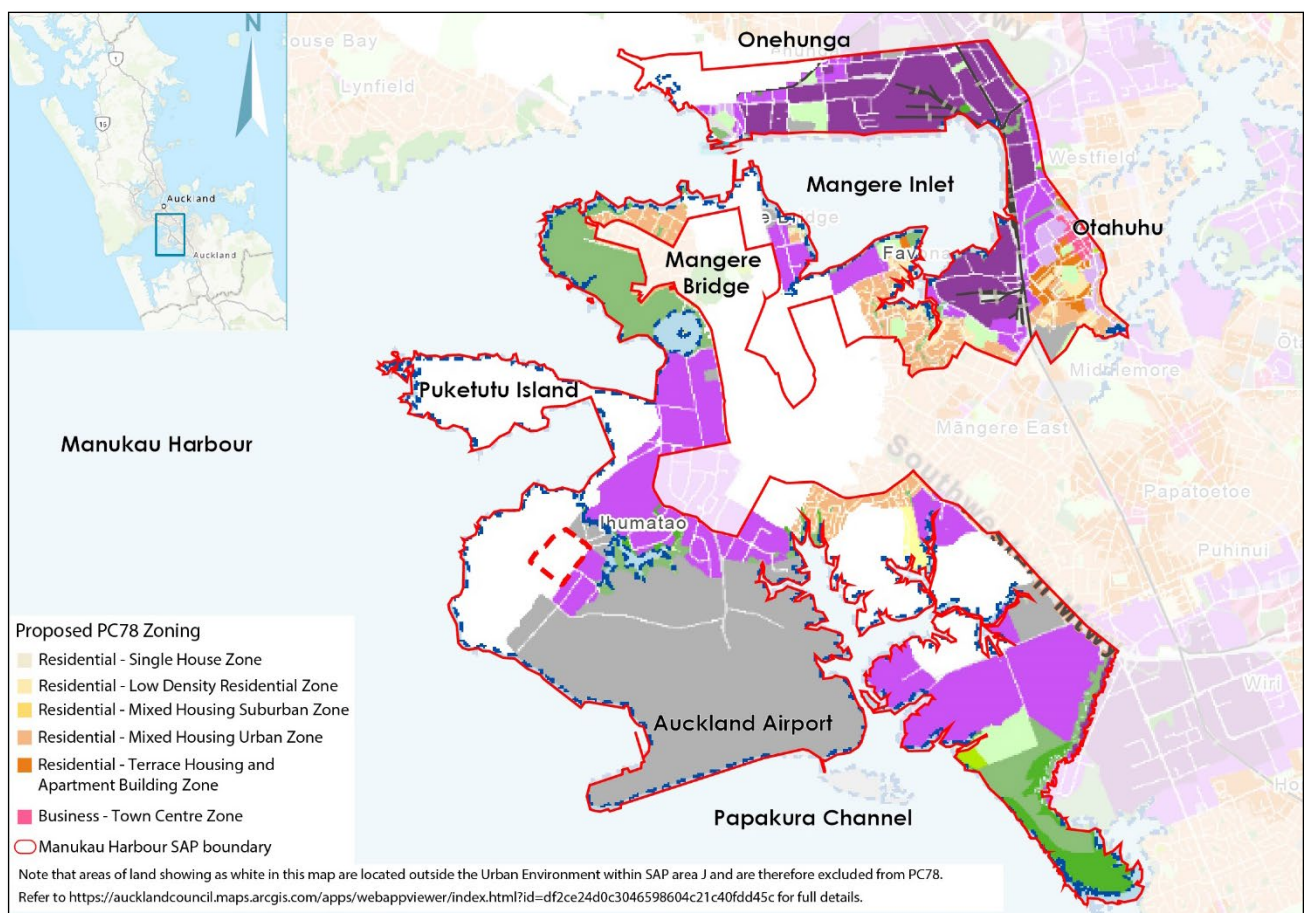 N
1
16
Auckland
Auckland
Onehunga
Lynfield
Westfield
Mangere Inlet
Otahuhu
Mangere
Bridge
Puketutu Island
Middlemore
Manukau Harbour
Māngere East
Papatoetoe
Ihumatao
Puhinui
Wiri
Auckland Airport
Papakura Channel
Proposed PC78 Zoning
Residential - Single House Zone
Residential - Low Density Residential Zone
Residential - Mixed Housing Suburban Zone
Residential - Mixed Housing Urban Zone
Residential - Terrace Housing and
Apartment Building Zone
Business - Town Centre Zone
Manukau Harbour SAP boundary
Note that areas of land showing as white in this map are located outside the Urban Environment within SAP area J and are therefore excluded from PC78.
Refer to https://aucklandcouncil.maps.arcgis.com/apps/webappviewer/index.html?id=df2ce24d0c3046598604c21c40fdd45c for full details.